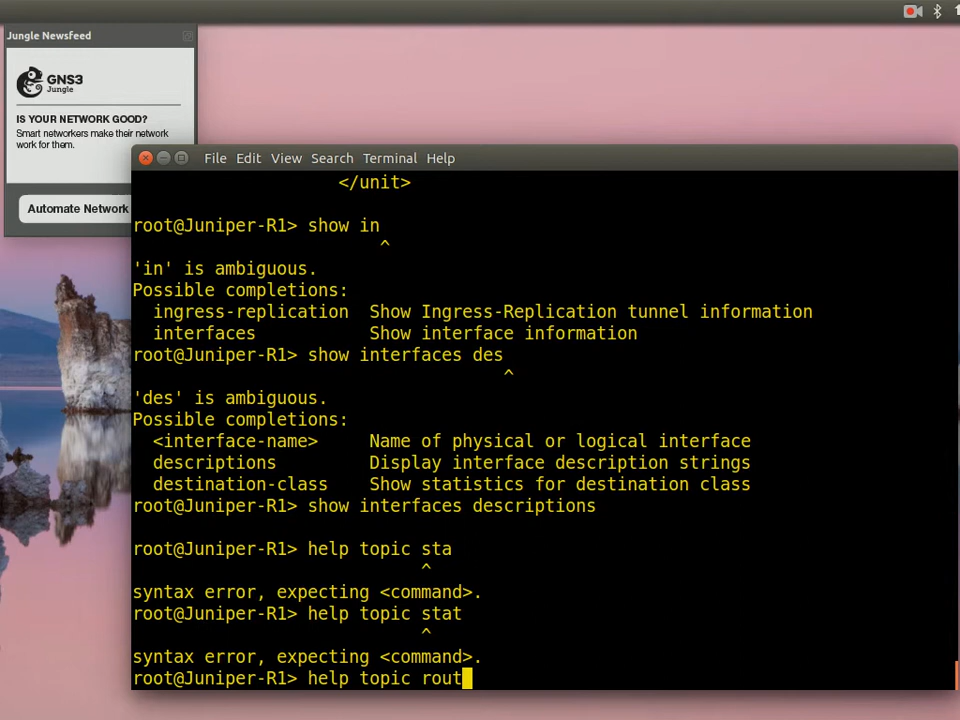 Jungle Newsfeed
GNS3
Jungle
IS YOUR NETWORK GOOD?
Smart networkers make their network
work for them.
Automate Network
File Edit View Search Terminal Help
</unit>
root@Juniper-R1> show in
^
'in' is ambiguous.
Possible completions:
ingress-replication Show Ingress-Replication tunnel information
interfaces Show interface information
root@Juniper-R1> show interfaces des
^
'des' is ambiguous.
Possible completions:
<interface-name> Name of physical or logical interface
descriptions Display interface description strings
destination-class Show statistics for destination class
root@Juniper-R1> show interfaces descriptions
root@Juniper-R1> help topic sta
^
syntax error, expecting <command>.
root@Juniper-R1> help topic stat
^
syntax error, expecting <command>.
root@Juniper-R1> help topic rout